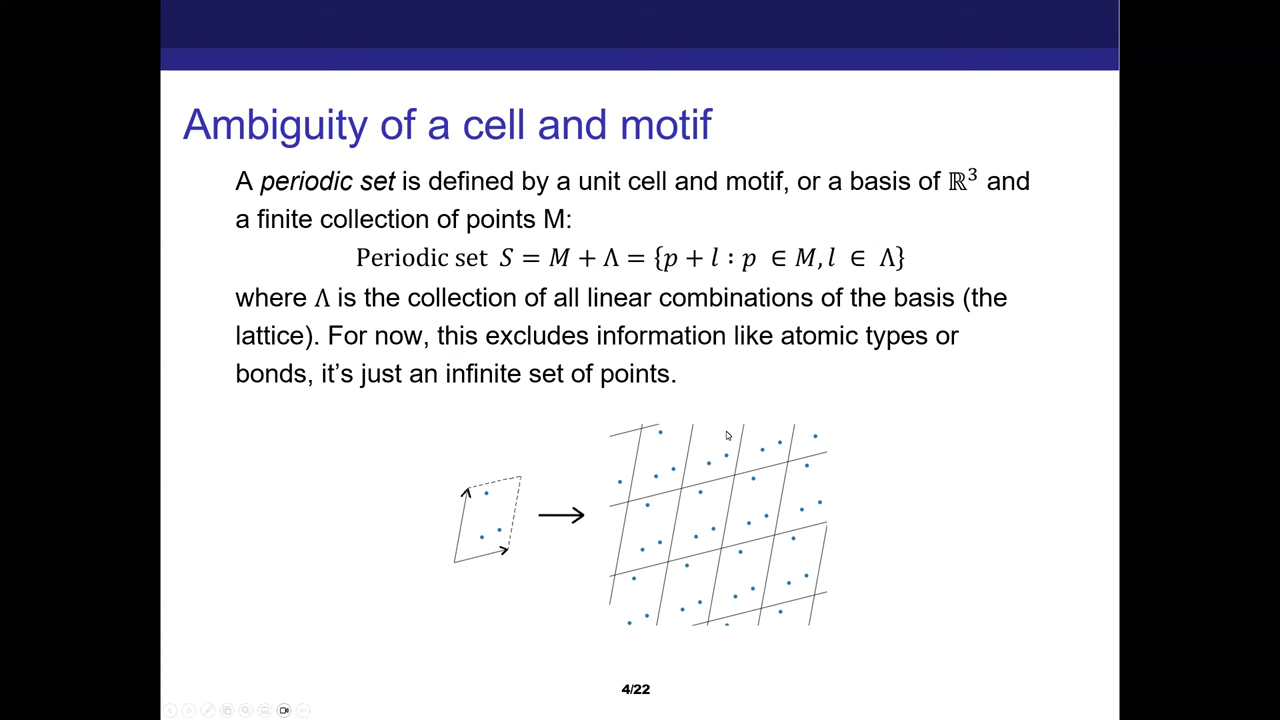 Ambiguity of a cell and motif
A periodic set is defined by a unit cell and motif, or a basis of ℝ³ and
a finite collection of points M:
Periodic set S = M + Λ = {p + l : p ∈ M, l ∈ Λ}
where Λ is the collection of all linear combinations of the basis (the
lattice). For now, this excludes information like atomic types or
bonds, it’s just an infinite set of points.
4/22